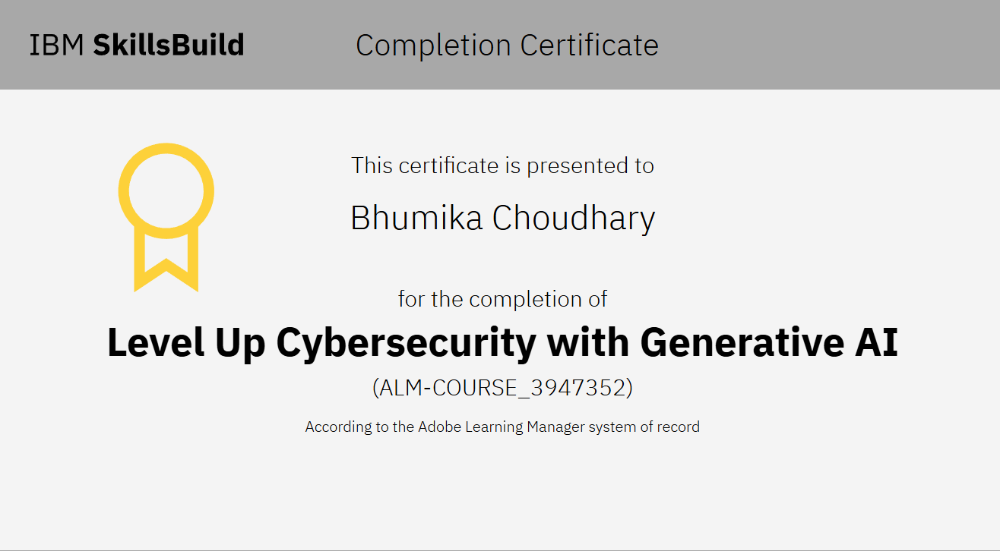 IBM SkillsBuild
Completion Certificate
This certificate is presented to
Bhumika Choudhary
for the completion of
Level Up Cybersecurity with Generative AI
(ALM-COURSE_3947352)
According to the Adobe Learning Manager system of record